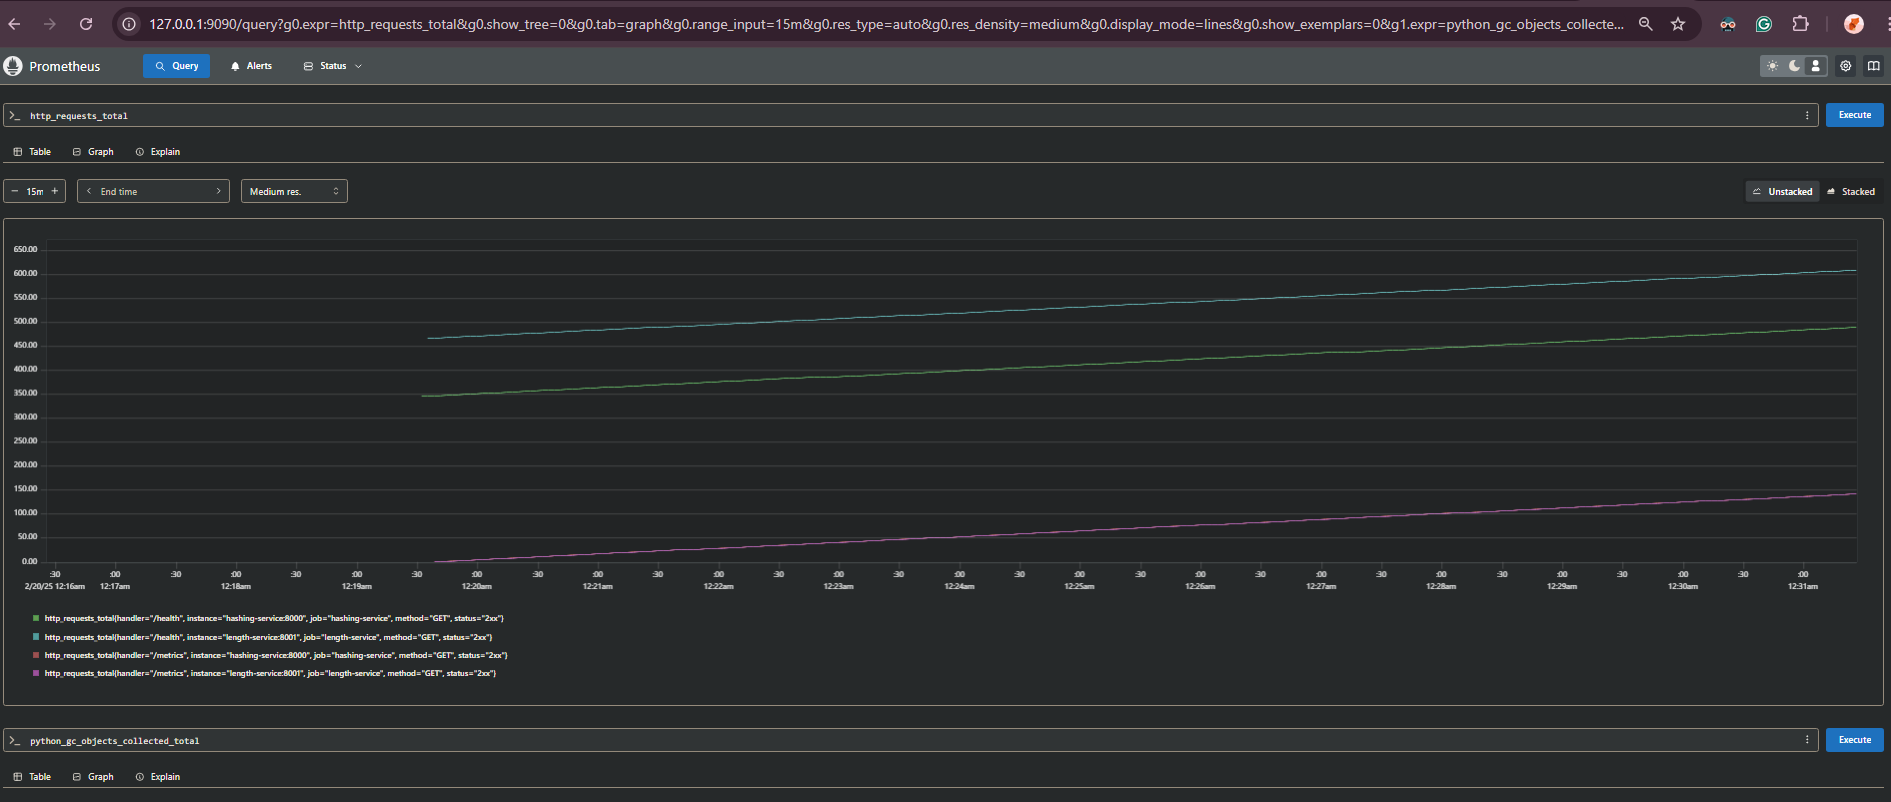 127.0.0.1:9090/query?g0.expr=http_requests_total&g0.show_tree=0&g0.tab=graph&g0.range_input=15m&g0.res_type=auto&g0.res_density=medium&g0.display_mode=lines&g0.show_exemplars=0&g1.expr=python_gc_objects_collecte...
Prometheus Query Alerts Status
>_ http_requests_total Execute
Table Graph Explain
− 15m + < End time > Medium res. Unstacked Stacked
650.00
600.00
550.00
500.00
450.00
400.00
350.00
300.00
250.00
200.00
150.00
100.00
50.00
0.00
:30 :00 :30 :00 :30 :00 :30 :00 :30 :00 :30 :00 :30 :00 :30 :00 :30 :00 :30 :00 :30 :00 :30 :00 :30 :00 :30 :00 :30 :00
2/20/25 12:16am 12:17am 12:18am 12:19am 12:20am 12:21am 12:22am 12:23am 12:24am 12:25am 12:26am 12:27am 12:28am 12:29am 12:30am 12:31am
http_requests_total{handler="/health", instance="hashing-service:8000", job="hashing-service", method="GET", status="2xx"}
http_requests_total{handler="/health", instance="length-service:8001", job="length-service", method="GET", status="2xx"}
http_requests_total{handler="/metrics", instance="hashing-service:8000", job="hashing-service", method="GET", status="2xx"}
http_requests_total{handler="/metrics", instance="length-service:8001", job="length-service", method="GET", status="2xx"}
>_ python_gc_objects_collected_total Execute
Table Graph Explain